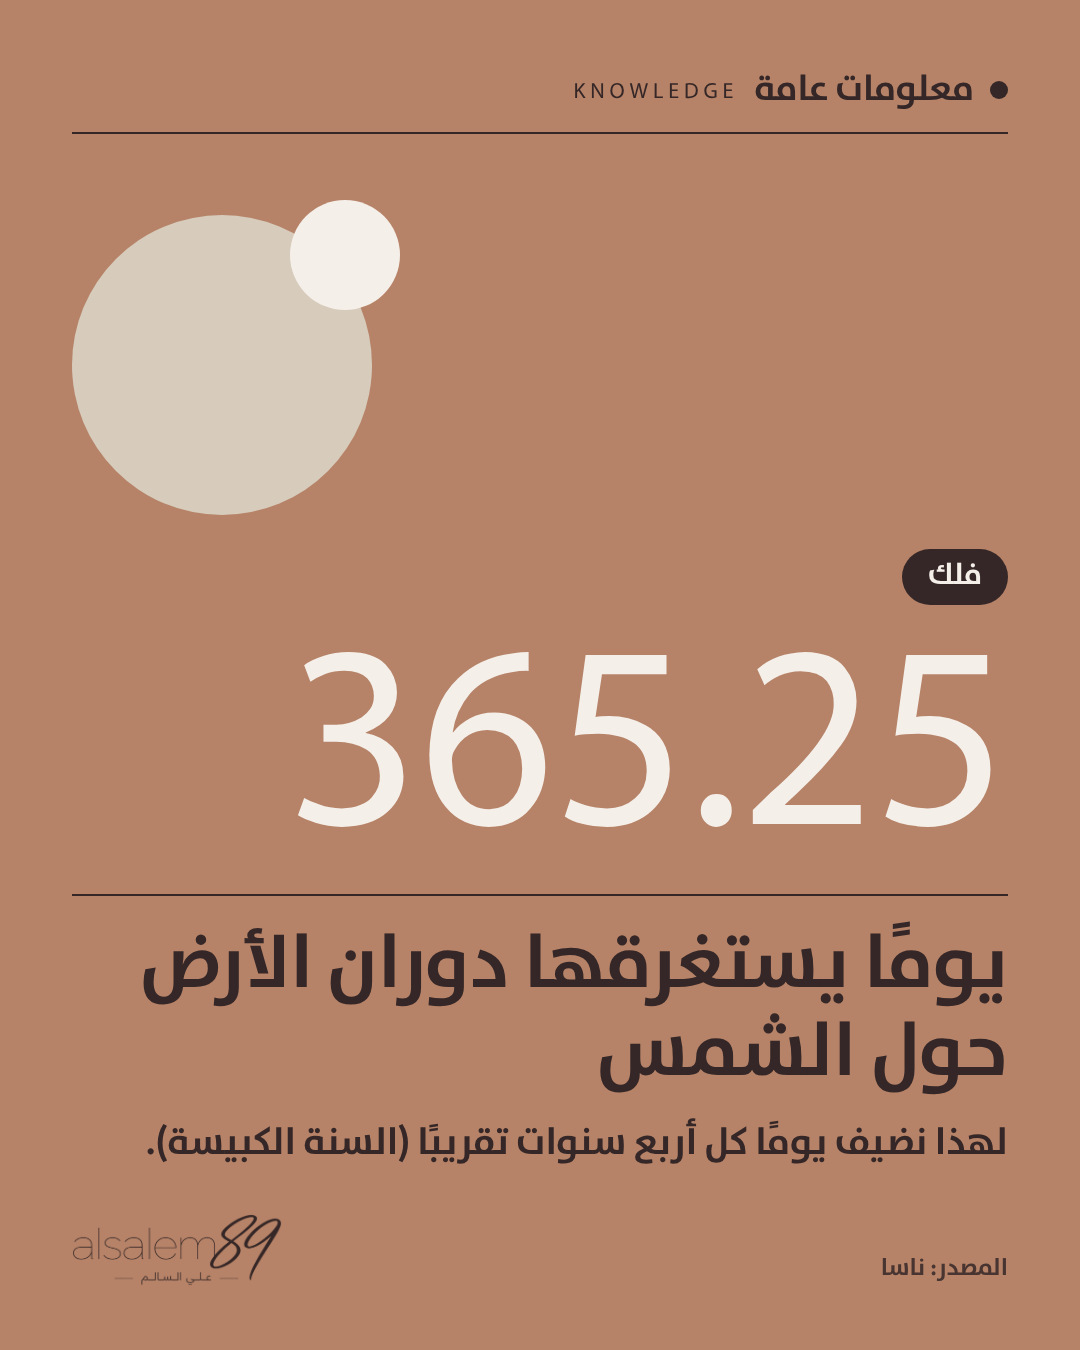 معلومات عامة KNOWLEDGE
فلك
365.25
يومًا يستغرقها دوران الأرض
حول الشمس
لهذا نضيف يومًا كل أربع سنوات تقريبًا (السنة الكبيسة).
المصدر: ناسا
alsalem89
علي السالم